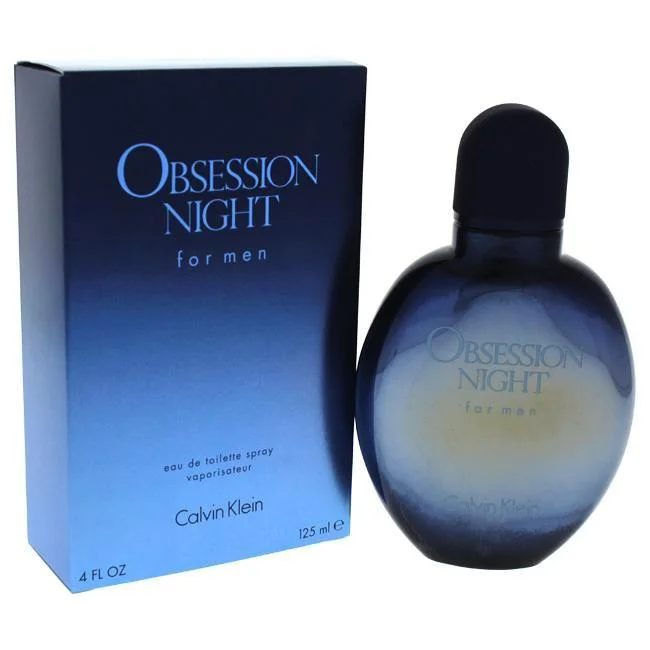 OBSESSION
NIGHT
for men
eau de toilette spray
vaporisateur
Calvin Klein
4 FL OZ
125 ml ℮
OBSESSION
NIGHT
for men
Calvin Klein